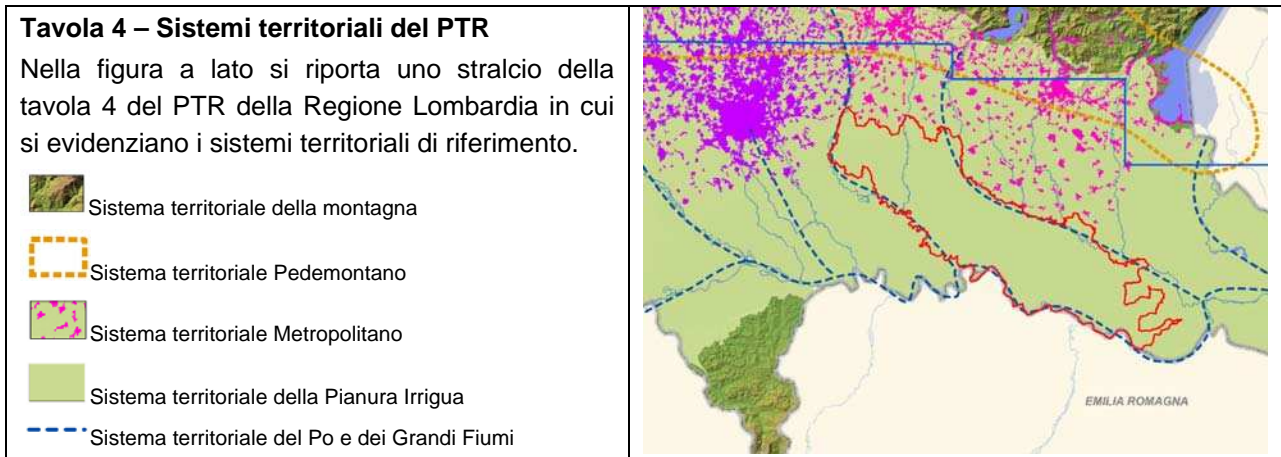 Tavola 4 – Sistemi territoriali del PTR
Nella figura a lato si riporta uno stralcio della
tavola 4 del PTR della Regione Lombardia in cui
si evidenziano i sistemi territoriali di riferimento.
Sistema territoriale della montagna
Sistema territoriale Pedemontano
Sistema territoriale Metropolitano
Sistema territoriale della Pianura Irrigua
Sistema territoriale del Po e dei Grandi Fiumi
EMILIA ROMAGNA